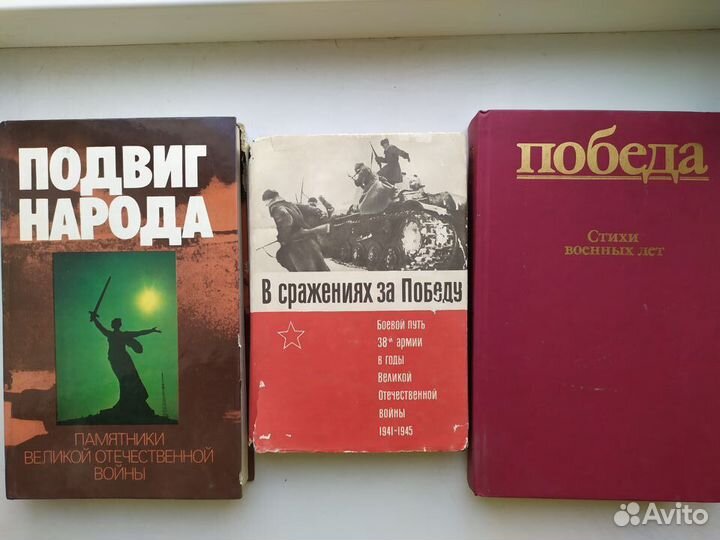 ПОДВИГ
НАРОДА
ПАМЯТНИКИ
ВЕЛИКОЙ ОТЕЧЕСТВЕННОЙ
ВОЙНЫ
В сражениях за Победу
Боевой путь
38-й армии
в годы
Великой
Отечественной
войны
1941-1945
победа
Стихи
военных лет
Avito